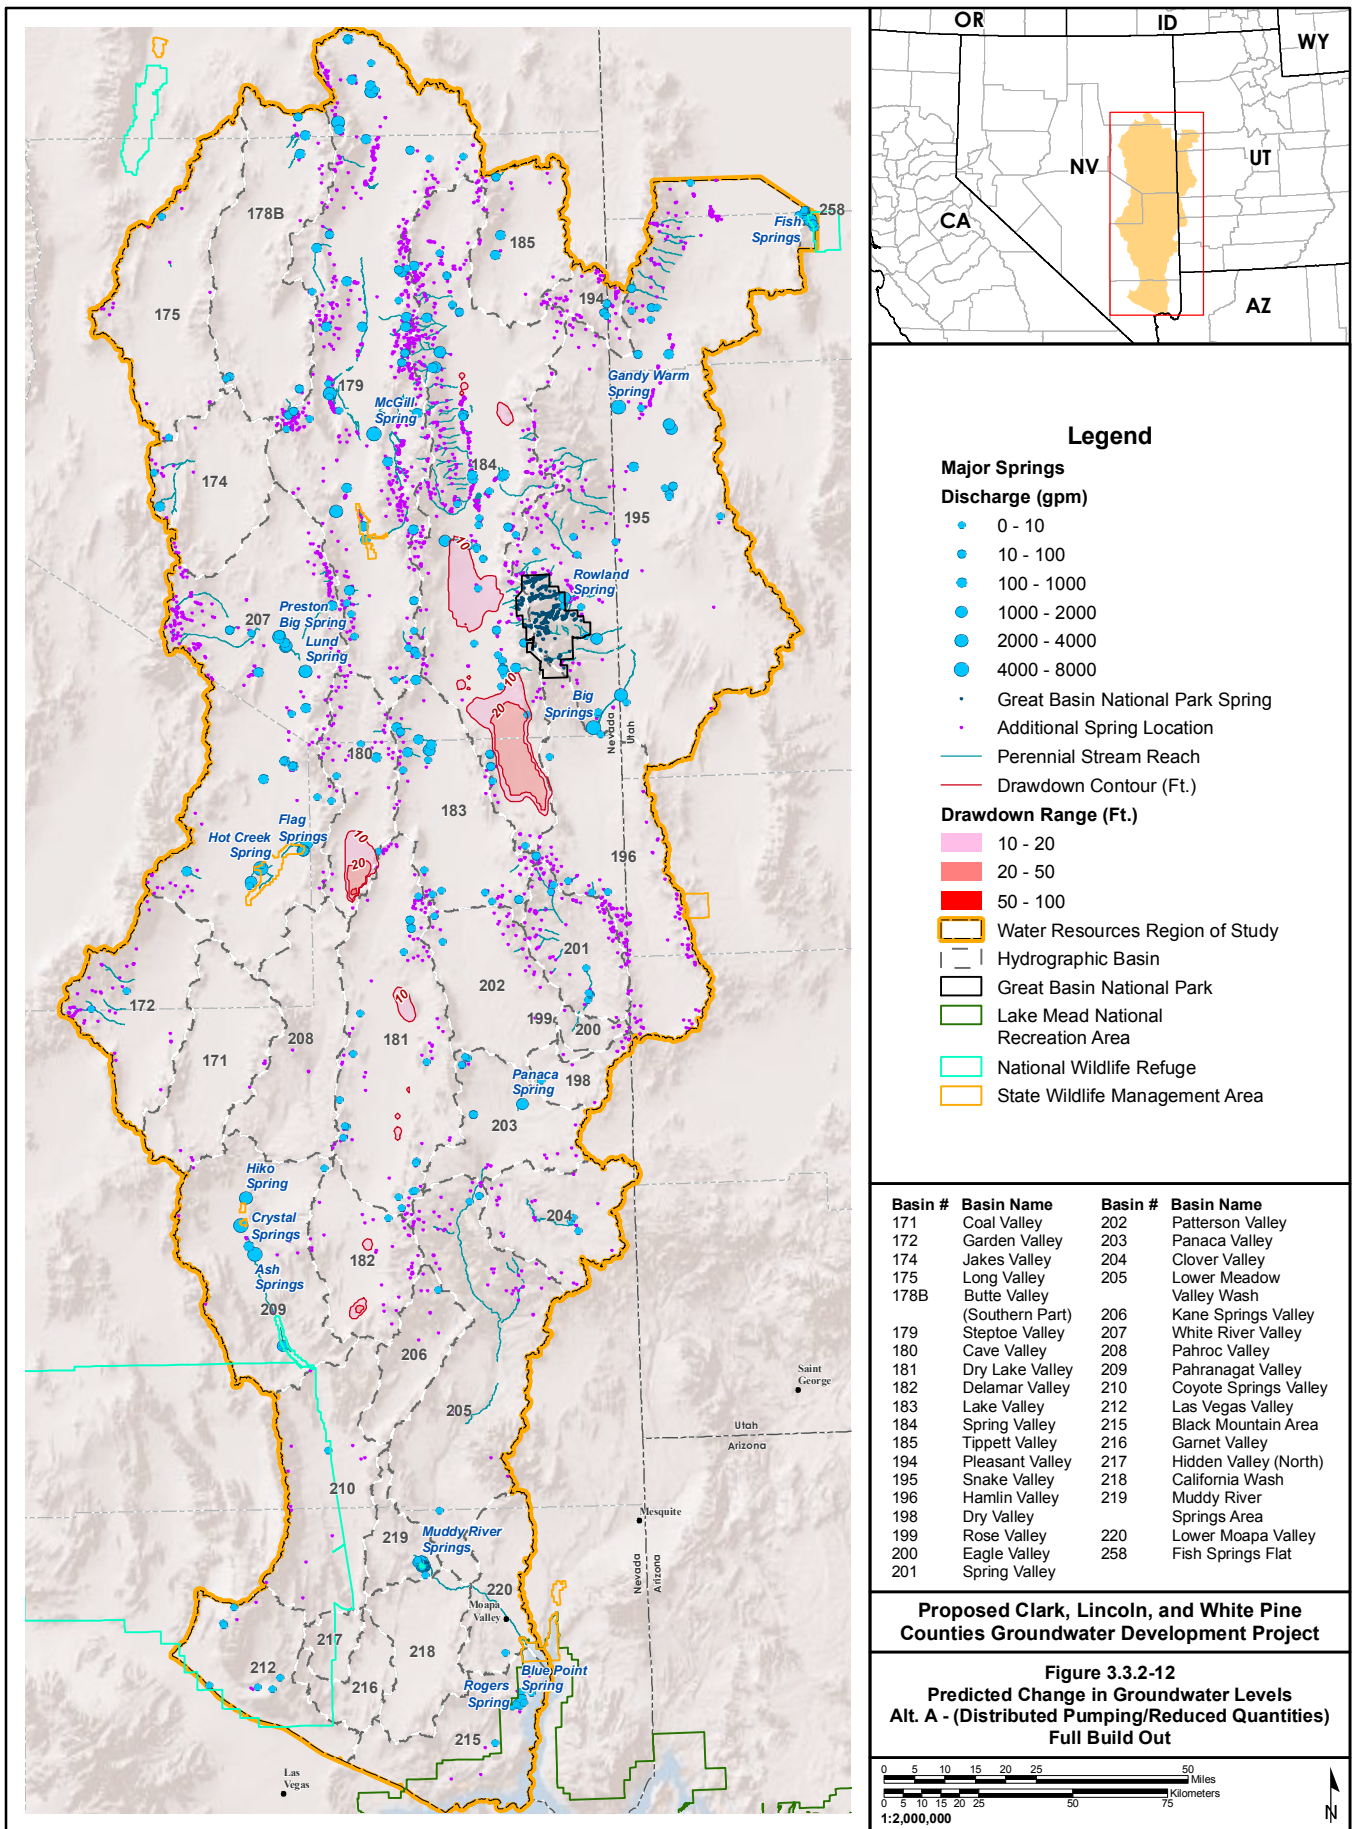 OR
ID
WY
NV
UT
CA
AZ
258
Fish
Springs
178B
185
194
175
Gandy Warm
Spring
179
McGill
Spring
184
174
195
10
Rowland
Spring
Preston
Big Spring
207
Lund
Spring
10
20
Big
Springs
Nevada
Utah
180
183
Flag
Springs
Hot Creek
Spring
10
20
196
201
202
172
10
199
200
181
208
171
Panaca
Spring
198
203
Hiko
Spring
Crystal
Springs
204
182
Ash
Springs
209
206
Saint
George
205
Utah
Arizona
210
Mesquite
219
Muddy River
Springs
Nevada
Arizona
220
Moapa
Valley
217
218
212
Blue Point
Spring
216
Rogers
Spring
215
Las
Vegas
Legend
Major Springs
Discharge (gpm)
0 - 10
10 - 100
100 - 1000
1000 - 2000
2000 - 4000
4000 - 8000
Great Basin National Park Spring
Additional Spring Location
Perennial Stream Reach
Drawdown Contour (Ft.)
Drawdown Range (Ft.)
10 - 20
20 - 50
50 - 100
Water Resources Region of Study
Hydrographic Basin
Great Basin National Park
Lake Mead National
Recreation Area
National Wildlife Refuge
State Wildlife Management Area
Basin # Basin Name Basin # Basin Name
171 Coal Valley 202 Patterson Valley
172 Garden Valley 203 Panaca Valley
174 Jakes Valley 204 Clover Valley
175 Long Valley 205 Lower Meadow
178B Butte Valley Valley Wash
(Southern Part) 206 Kane Springs Valley
179 Steptoe Valley 207 White River Valley
180 Cave Valley 208 Pahroc Valley
181 Dry Lake Valley 209 Pahranagat Valley
182 Delamar Valley 210 Coyote Springs Valley
183 Lake Valley 212 Las Vegas Valley
184 Spring Valley 215 Black Mountain Area
185 Tippett Valley 216 Garnet Valley
194 Pleasant Valley 217 Hidden Valley (North)
195 Snake Valley 218 California Wash
196 Hamlin Valley 219 Muddy River
198 Dry Valley Springs Area
199 Rose Valley 220 Lower Moapa Valley
200 Eagle Valley 258 Fish Springs Flat
201 Spring Valley
Proposed Clark, Lincoln, and White Pine
Counties Groundwater Development Project
Figure 3.3.2-12
Predicted Change in Groundwater Levels
Alt. A - (Distributed Pumping/Reduced Quantities)
Full Build Out
0 5 10 15 20 25 50
Miles
Kilometers
0 5 10 15 20 25 50 75
1:2,000,000
N